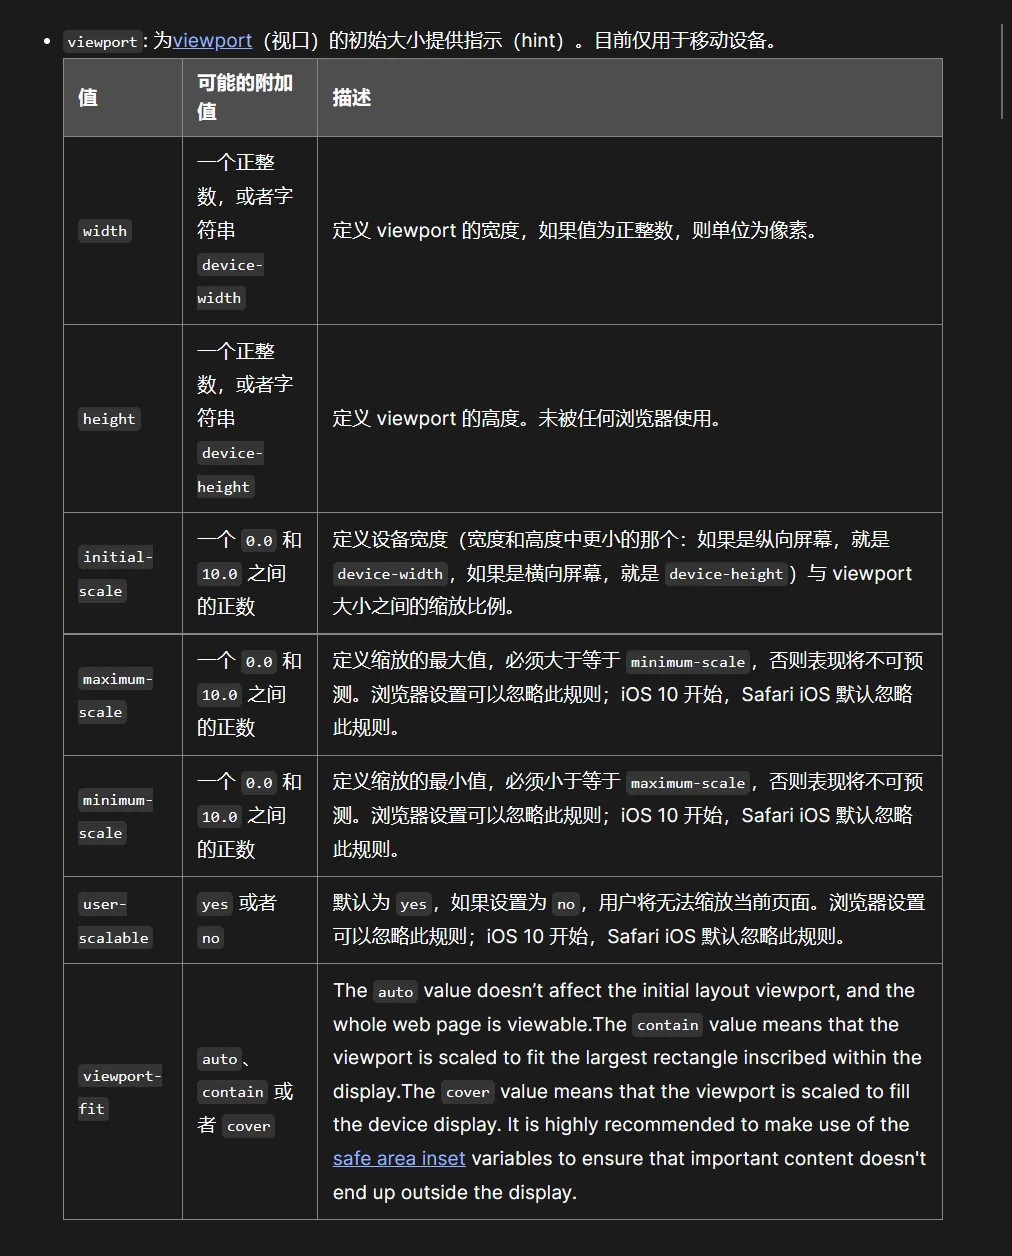 viewport: 为viewport（视口）的初始大小提供指示（hint）。目前仅用于移动设备。
值
可能的附加
值
描述
width
一个正整
数，或者字
符串
device-
width
定义 viewport 的宽度，如果值为正整数，则单位为像素。
height
一个正整
数，或者字
符串
device-
height
定义 viewport 的高度。未被任何浏览器使用。
initial-
scale
一个 0.0 和
10.0 之间
的正数
定义设备宽度（宽度和高度中更小的那个：如果是纵向屏幕，就是
device-width，如果是横向屏幕，就是 device-height）与 viewport
大小之间的缩放比例。
maximum-
scale
一个 0.0 和
10.0 之间
的正数
定义缩放的最大值，必须大于等于 minimum-scale，否则表现将不可预
测。浏览器设置可以忽略此规则；iOS 10 开始，Safari iOS 默认忽略
此规则。
minimum-
scale
一个 0.0 和
10.0 之间
的正数
定义缩放的最小值，必须小于等于 maximum-scale，否则表现将不可预
测。浏览器设置可以忽略此规则；iOS 10 开始，Safari iOS 默认忽略
此规则。
user-
scalable
yes 或者
no
默认为 yes，如果设置为 no，用户将无法缩放当前页面。浏览器设置
可以忽略此规则；iOS 10 开始，Safari iOS 默认忽略此规则。
viewport-
fit
auto、
contain 或
者 cover
The auto value doesn’t affect the initial layout viewport, and the
whole web page is viewable.The contain value means that the
viewport is scaled to fit the largest rectangle inscribed within the
display.The cover value means that the viewport is scaled to fill
the device display. It is highly recommended to make use of the
safe area inset variables to ensure that important content doesn't
end up outside the display.